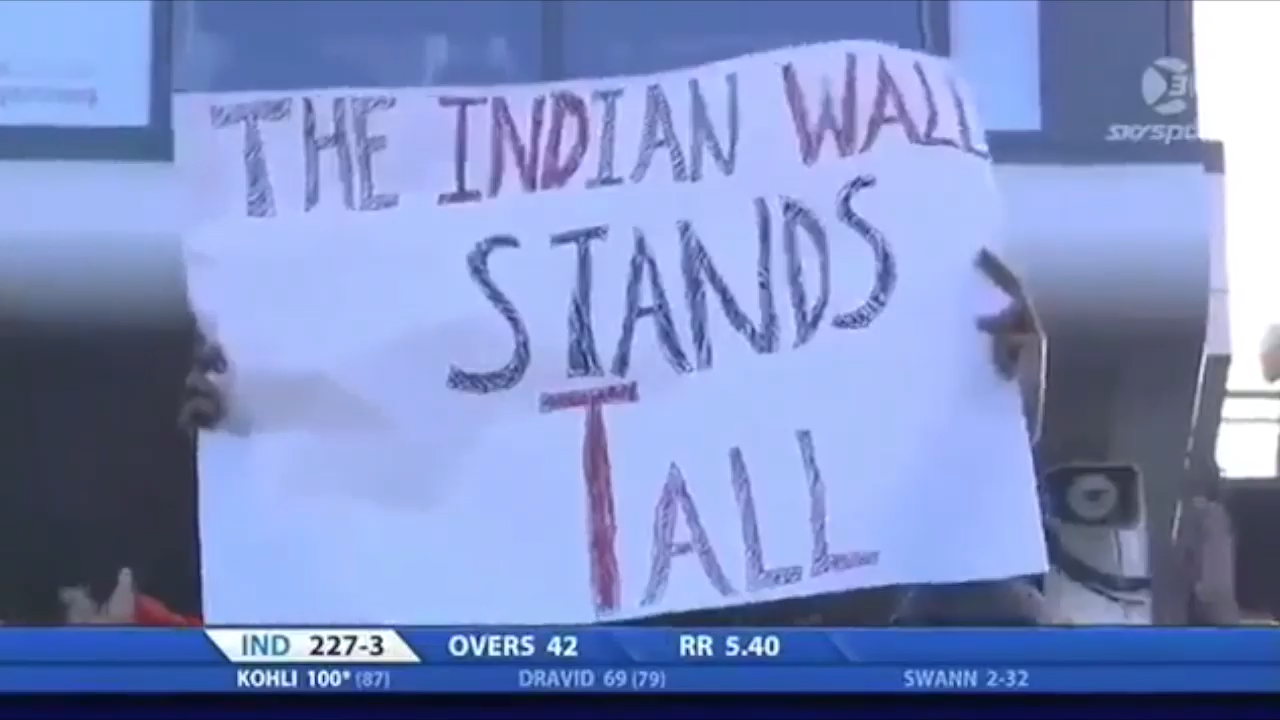 THE INDIAN WALL
STANDS
TALL
IND 227-3 OVERS 42 RR 5.40
KOHLI 100* (87) DRAVID 69 (79) SWANN 2-32